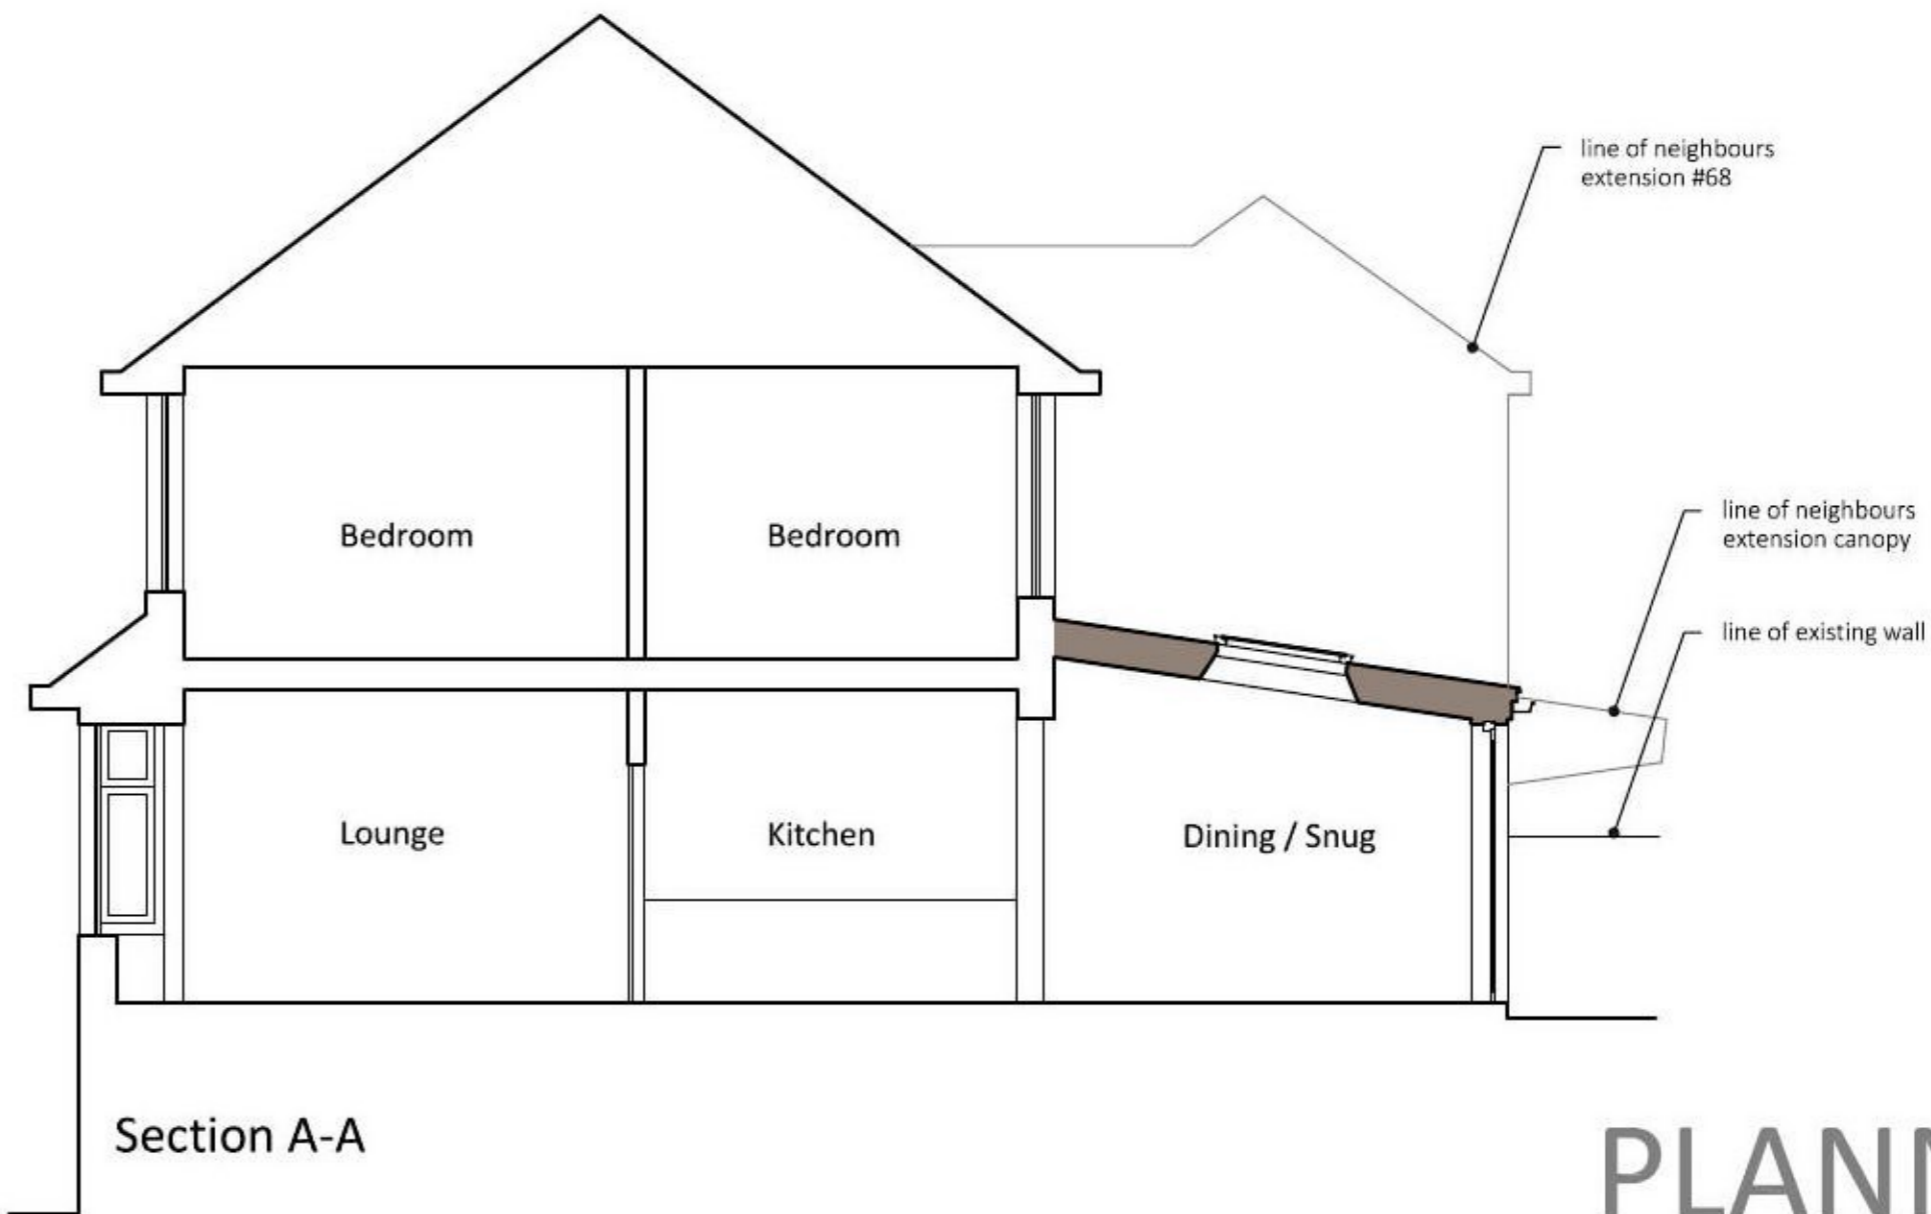 line of neighbours
extension #68
line of neighbours
extension canopy
line of existing wall
Bedroom
Bedroom
Lounge
Kitchen
Dining / Snug
Section A-A
PLANN